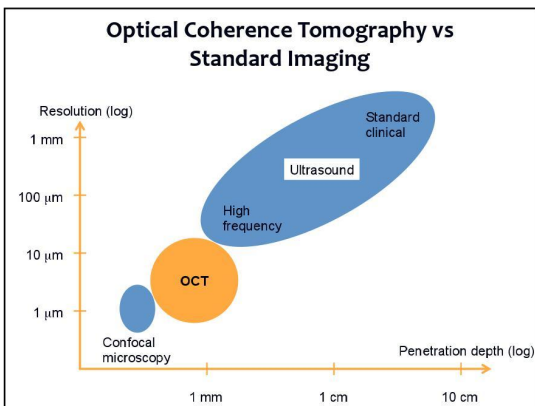 Optical Coherence Tomography vs
Standard Imaging
Resolution (log)
1 mm
100 μm
10 μm
1 μm
Standard
clinical
Ultrasound
High
frequency
OCT
Confocal
microscopy
Penetration depth (log)
1 mm
1 cm
10 cm